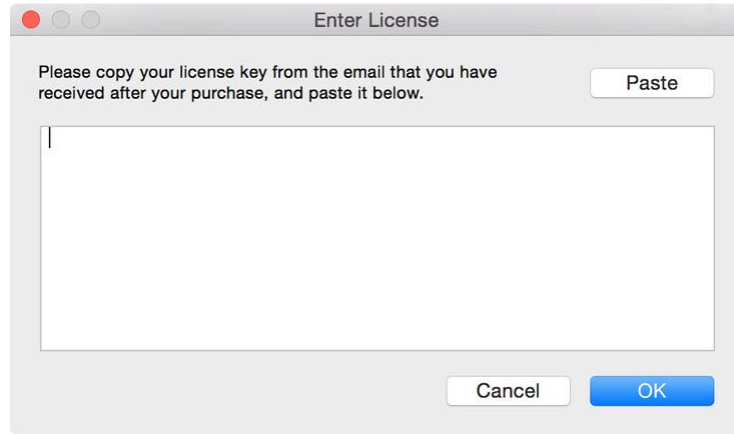 Enter License
Please copy your license key from the email that you have
received after your purchase, and paste it below.
Paste
Cancel
OK